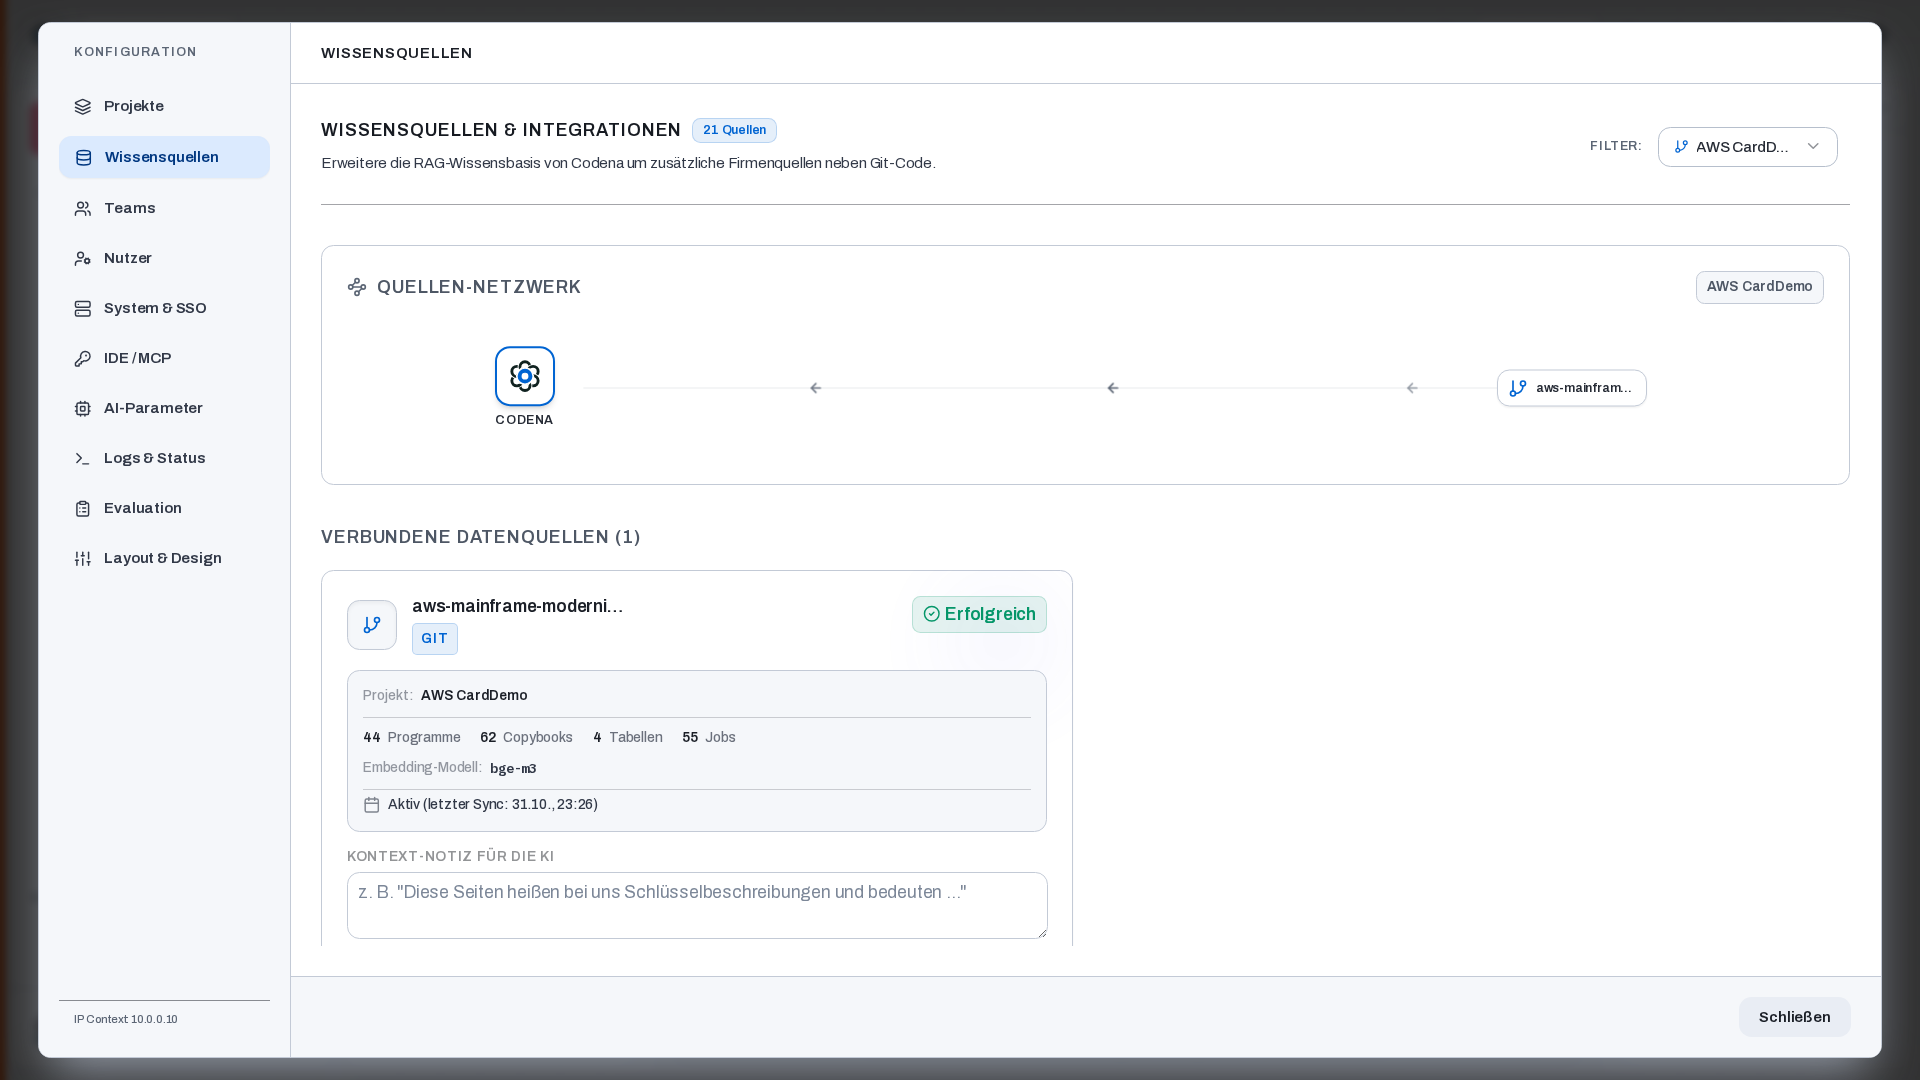 KONFIGURATION
Projekte
Wissensquellen
Teams
Nutzer
System & SSO
IDE / MCP
AI-Parameter
Logs & Status
Evaluation
Layout & Design
IP Context 10.0.0.10
WISSENSQUELLEN
WISSENSQUELLEN & INTEGRATIONEN 21 Quellen
Erweitere die RAG-Wissensbasis von Codena um zusätzliche Firmenquellen neben Git-Code.
FILTER: AWS CardD...
QUELLEN-NETZWERK
AWS CardDemo
CODENA
aws-mainfram...
VERBUNDENE DATENQUELLEN (1)
aws-mainframe-moderni...
GIT
Erfolgreich
Projekt: AWS CardDemo
44 Programme 62 Copybooks 4 Tabellen 55 Jobs
Embedding-Modell: bge-m3
Aktiv (letzter Sync: 31.10., 23:26)
KONTEXT-NOTIZ FÜR DIE KI
z. B. "Diese Seiten heißen bei uns Schlüsselbeschreibungen und bedeuten ..."
Schließen